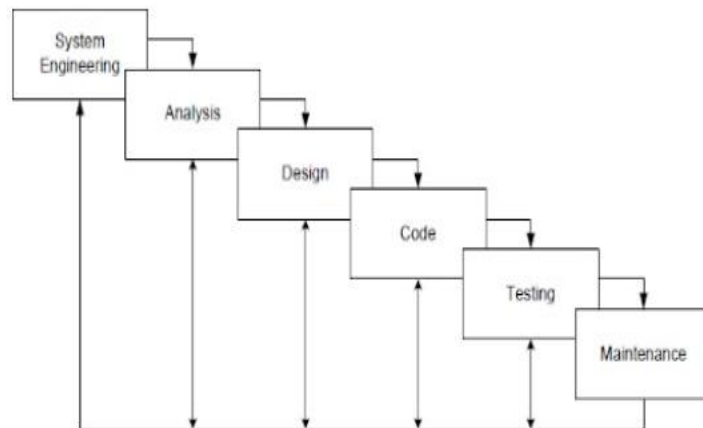 System
Engineering
Analysis
Design
Code
Testing
Maintenance